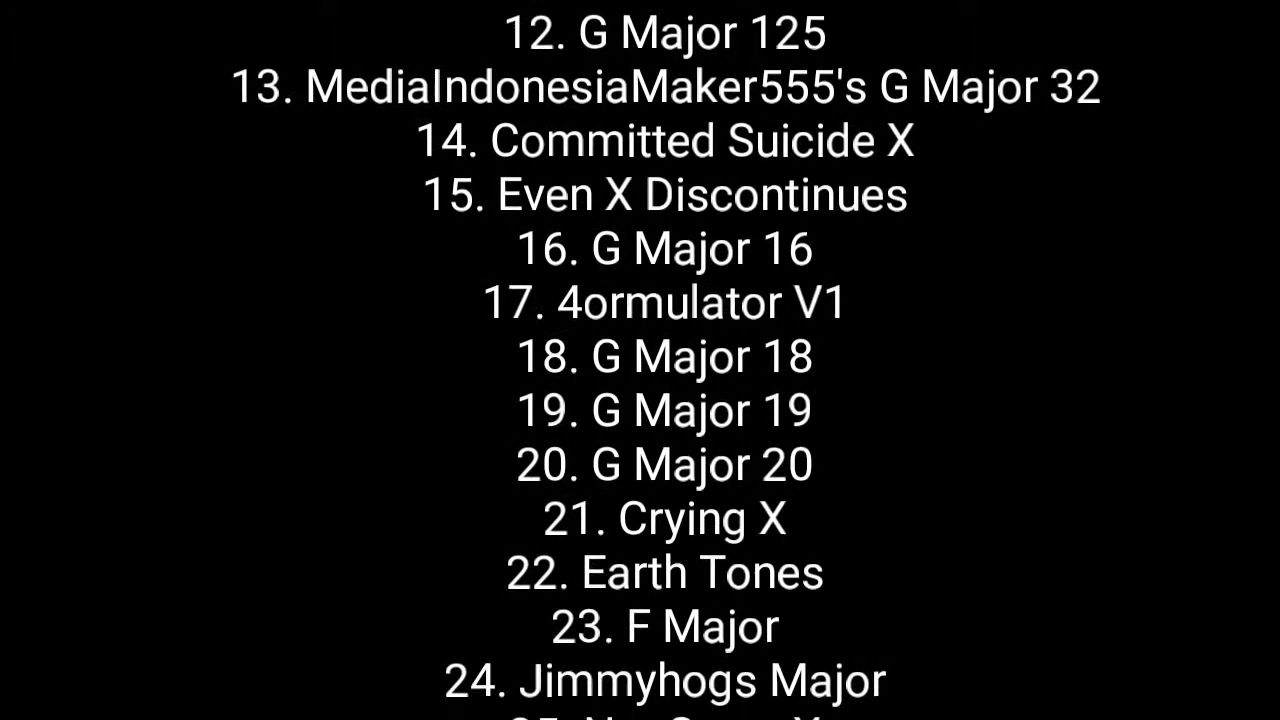 12. G Major 125
13. MediaIndonesiaMaker555's G Major 32
14. Committed Suicide X
15. Even X Discontinues
16. G Major 16
17. 4ormulator V1
18. G Major 18
19. G Major 19
20. G Major 20
21. Crying X
22. Earth Tones
23. F Major
24. Jimmyhogs Major